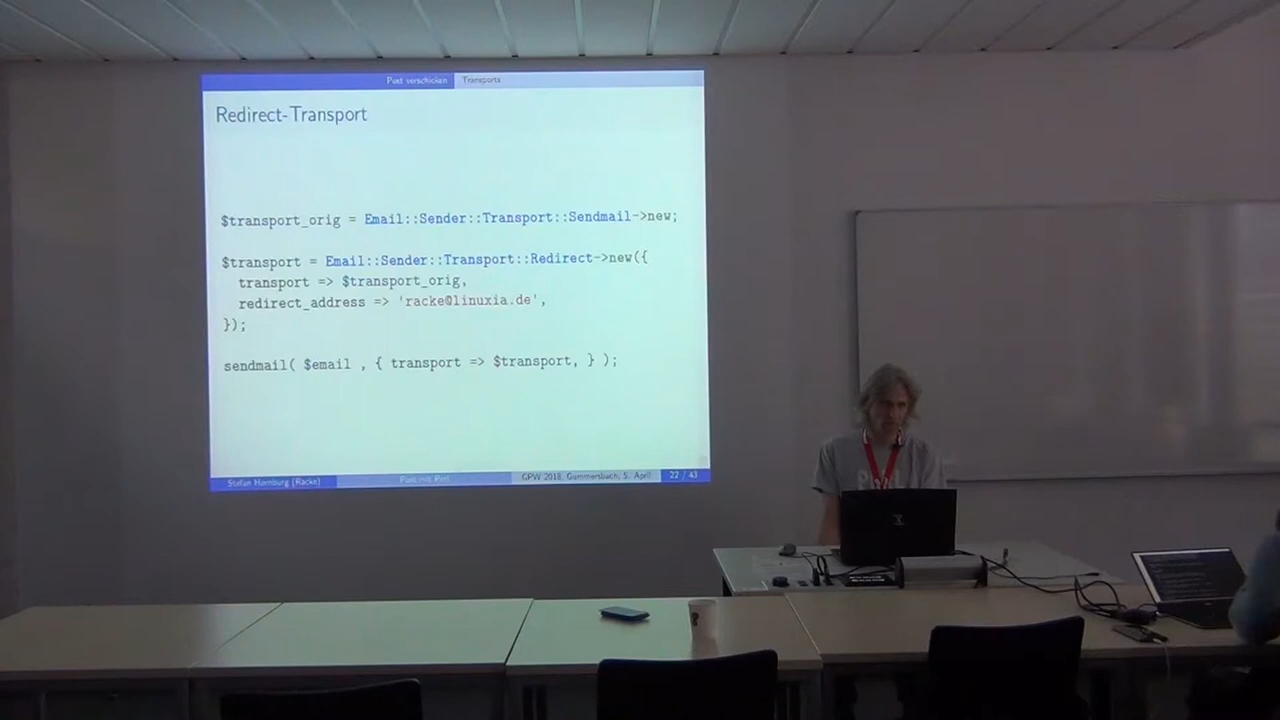 Post verschicken Transports
Redirect-Transport
$transport_orig = Email::Sender::Transport::Sendmail->new;
$transport = Email::Sender::Transport::Redirect->new({
transport => $transport_orig,
redirect_address => 'racke@linuxia.de',
});
sendmail( $email , { transport => $transport, } );
Stefan Hornburg (Racke) Post mit Perl GPW 2018, Gummersbach, 5. April 22 / 43